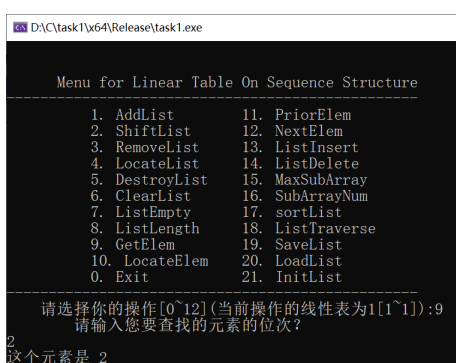 D:\C\task1\x64\Release\task1.exe
Menu for Linear Table On Sequence Structure
-------------------------------------------------
1. AddList 11. PriorElem
2. ShiftList 12. NextElem
3. RemoveList 13. ListInsert
4. LocateList 14. ListDelete
5. DestroyList 15. MaxSubArray
6. ClearList 16. SubArrayNum
7. ListEmpty 17. sortList
8. ListLength 18. ListTraverse
9. GetElem 19. SaveList
10. LocateElem 20. LoadList
0. Exit 21. InitList
-------------------------------------------------
请选择你的操作[0~12](当前操作的线性表为1[1~1]):9
请输入您要查找的元素的位次?
2
这个元素是 2